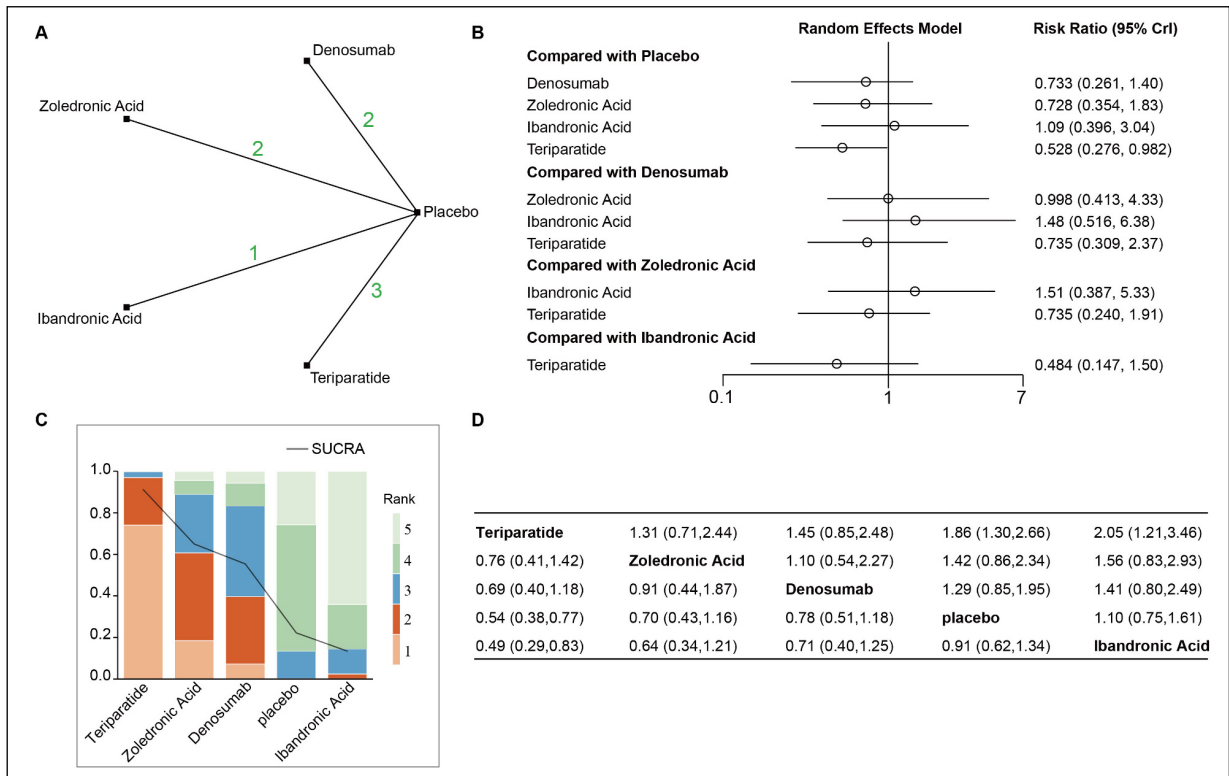 A
Denosumab
Zoledronic Acid
2
2
Placebo
1
3
Ibandronic Acid
Teriparatide
B
Random Effects Model Risk Ratio (95% CrI)
Compared with Placebo
Denosumab 0.733 (0.261, 1.40)
Zoledronic Acid 0.728 (0.354, 1.83)
Ibandronic Acid 1.09 (0.396, 3.04)
Teriparatide 0.528 (0.276, 0.982)
Compared with Denosumab
Zoledronic Acid 0.998 (0.413, 4.33)
Ibandronic Acid 1.48 (0.516, 6.38)
Teriparatide 0.735 (0.309, 2.37)
Compared with Zoledronic Acid
Ibandronic Acid 1.51 (0.387, 5.33)
Teriparatide 0.735 (0.240, 1.91)
Compared with Ibandronic Acid
Teriparatide 0.484 (0.147, 1.50)
0.1 1 7
C
SUCRA
1.0
0.8
0.6
0.4
0.2
0.0
Rank
5
4
3
2
1
Teriparatide
Zoledronic Acid
Denosumab
placebo
Ibandronic Acid
D
Teriparatide 1.31 (0.71,2.44) 1.45 (0.85,2.48) 1.86 (1.30,2.66) 2.05 (1.21,3.46)
0.76 (0.41,1.42) Zoledronic Acid 1.10 (0.54,2.27) 1.42 (0.86,2.34) 1.56 (0.83,2.93)
0.69 (0.40,1.18) 0.91 (0.44,1.87) Denosumab 1.29 (0.85,1.95) 1.41 (0.80,2.49)
0.54 (0.38,0.77) 0.70 (0.43,1.16) 0.78 (0.51,1.18) placebo 1.10 (0.75,1.61)
0.49 (0.29,0.83) 0.64 (0.34,1.21) 0.71 (0.40,1.25) 0.91 (0.62,1.34) Ibandronic Acid